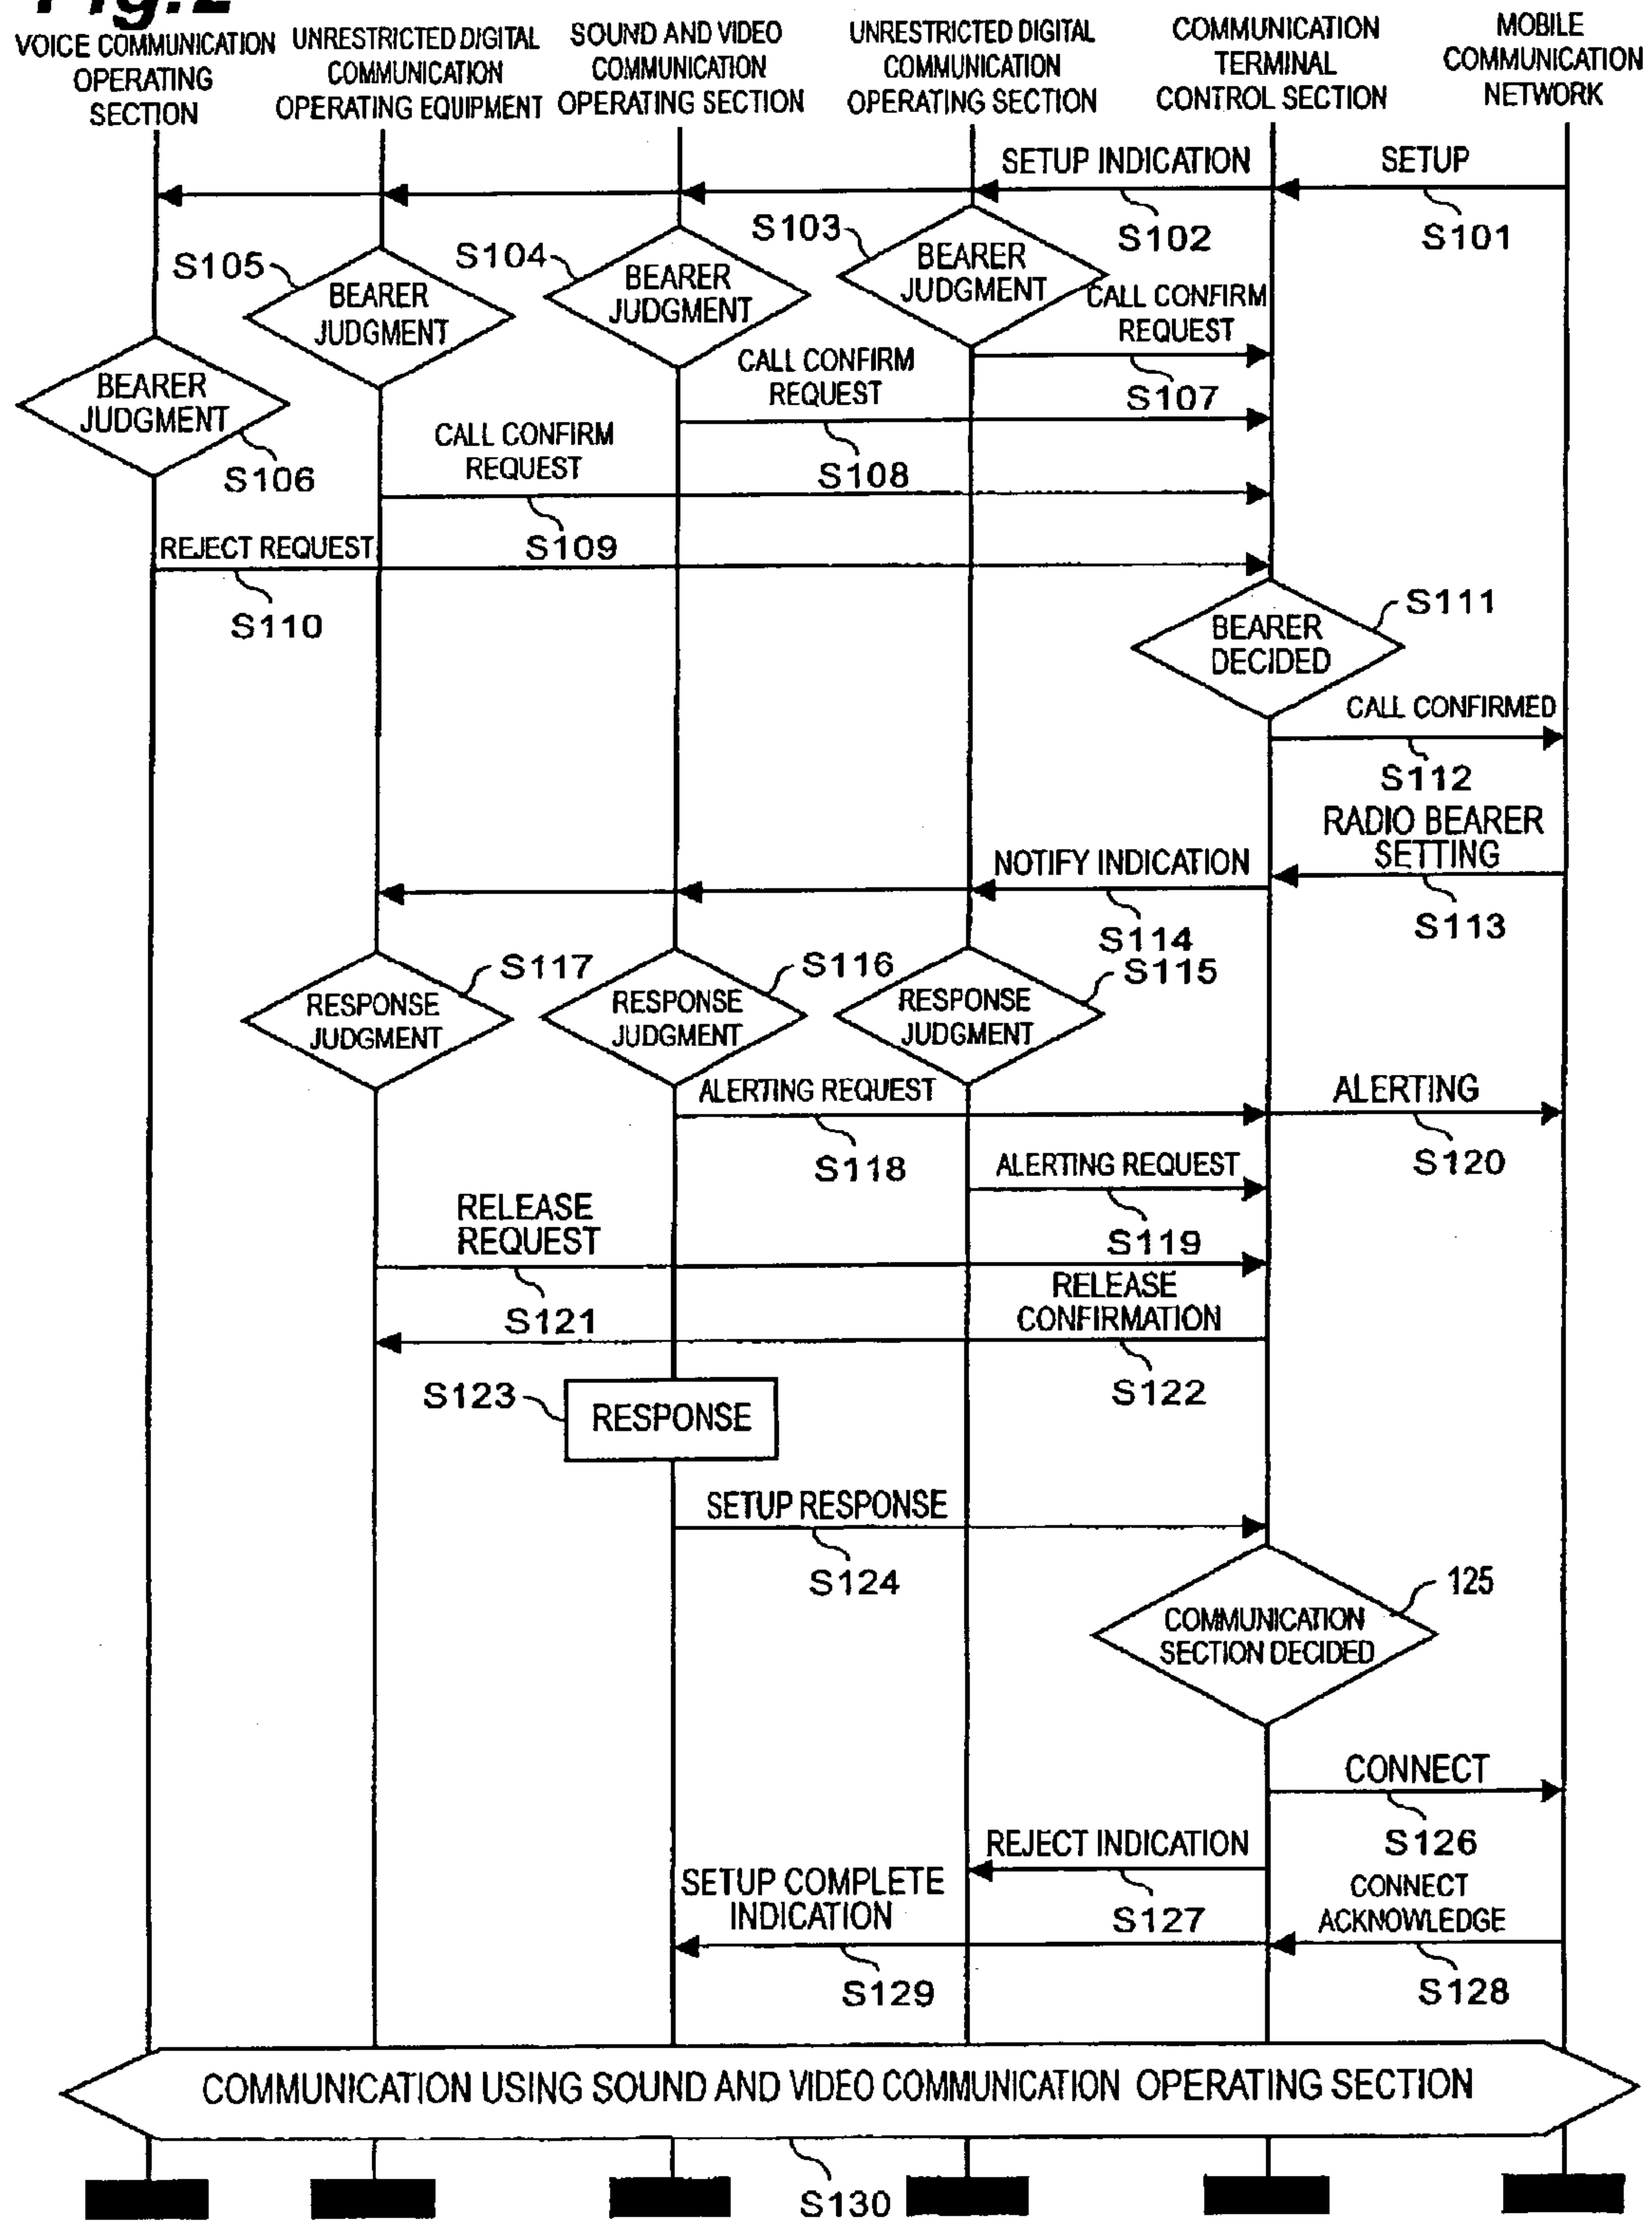 Fig.2
VOICE COMMUNICATION
OPERATING
SECTION
UNRESTRICTED DIGITAL
COMMUNICATION
OPERATING EQUIPMENT
SOUND AND VIDEO
COMMUNICATION
OPERATING SECTION
UNRESTRICTED DIGITAL
COMMUNICATION
OPERATING SECTION
COMMUNICATION
TERMINAL
CONTROL SECTION
MOBILE
COMMUNICATION
NETWORK
SETUP INDICATION
SETUP
S102
S101
S103
BEARER
JUDGMENT
S104
BEARER
JUDGMENT
S105
BEARER
JUDGMENT
BEARER
JUDGMENT
S106
CALL CONFIRM
REQUEST
S107
CALL CONFIRM
REQUEST
S108
CALL CONFIRM
REQUEST
S109
REJECT REQUEST
S110
BEARER
DECIDED
S111
CALL CONFIRMED
S112
RADIO BEARER
SETTING
S113
NOTIFY INDICATION
S114
S117
RESPONSE
JUDGMENT
S116
RESPONSE
JUDGMENT
S115
RESPONSE
JUDGMENT
ALERTING REQUEST
S118
ALERTING
S120
ALERTING REQUEST
S119
RELEASE
REQUEST
S121
RELEASE
CONFIRMATION
S122
S123
RESPONSE
SETUP RESPONSE
S124
125
COMMUNICATION
SECTION DECIDED
CONNECT
S126
REJECT INDICATION
S127
SETUP COMPLETE
INDICATION
S129
CONNECT
ACKNOWLEDGE
S128
COMMUNICATION USING SOUND AND VIDEO COMMUNICATION OPERATING SECTION
S130